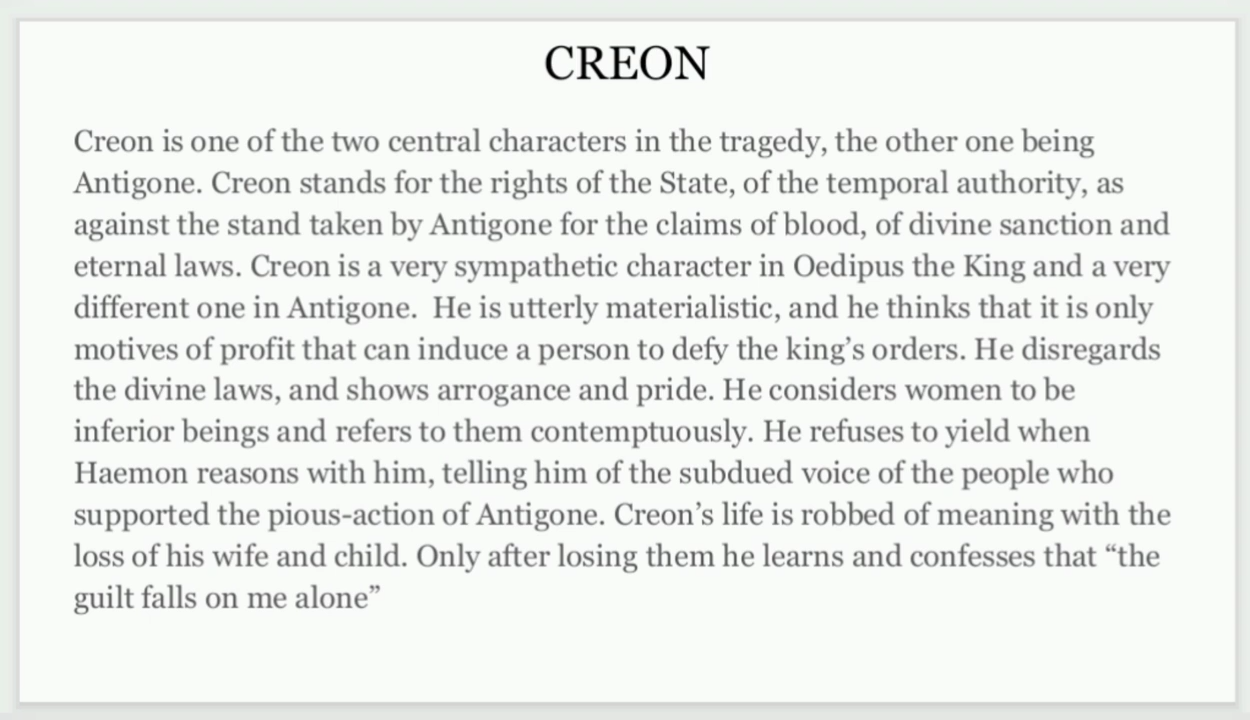 CREON
Creon is one of the two central characters in the tragedy, the other one being
Antigone. Creon stands for the rights of the State, of the temporal authority, as
against the stand taken by Antigone for the claims of blood, of divine sanction and
eternal laws. Creon is a very sympathetic character in Oedipus the King and a very
different one in Antigone.  He is utterly materialistic, and he thinks that it is only
motives of profit that can induce a person to defy the king’s orders. He disregards
the divine laws, and shows arrogance and pride. He considers women to be
inferior beings and refers to them contemptuously. He refuses to yield when
Haemon reasons with him, telling him of the subdued voice of the people who
supported the pious-action of Antigone. Creon’s life is robbed of meaning with the
loss of his wife and child. Only after losing them he learns and confesses that “the
guilt falls on me alone”